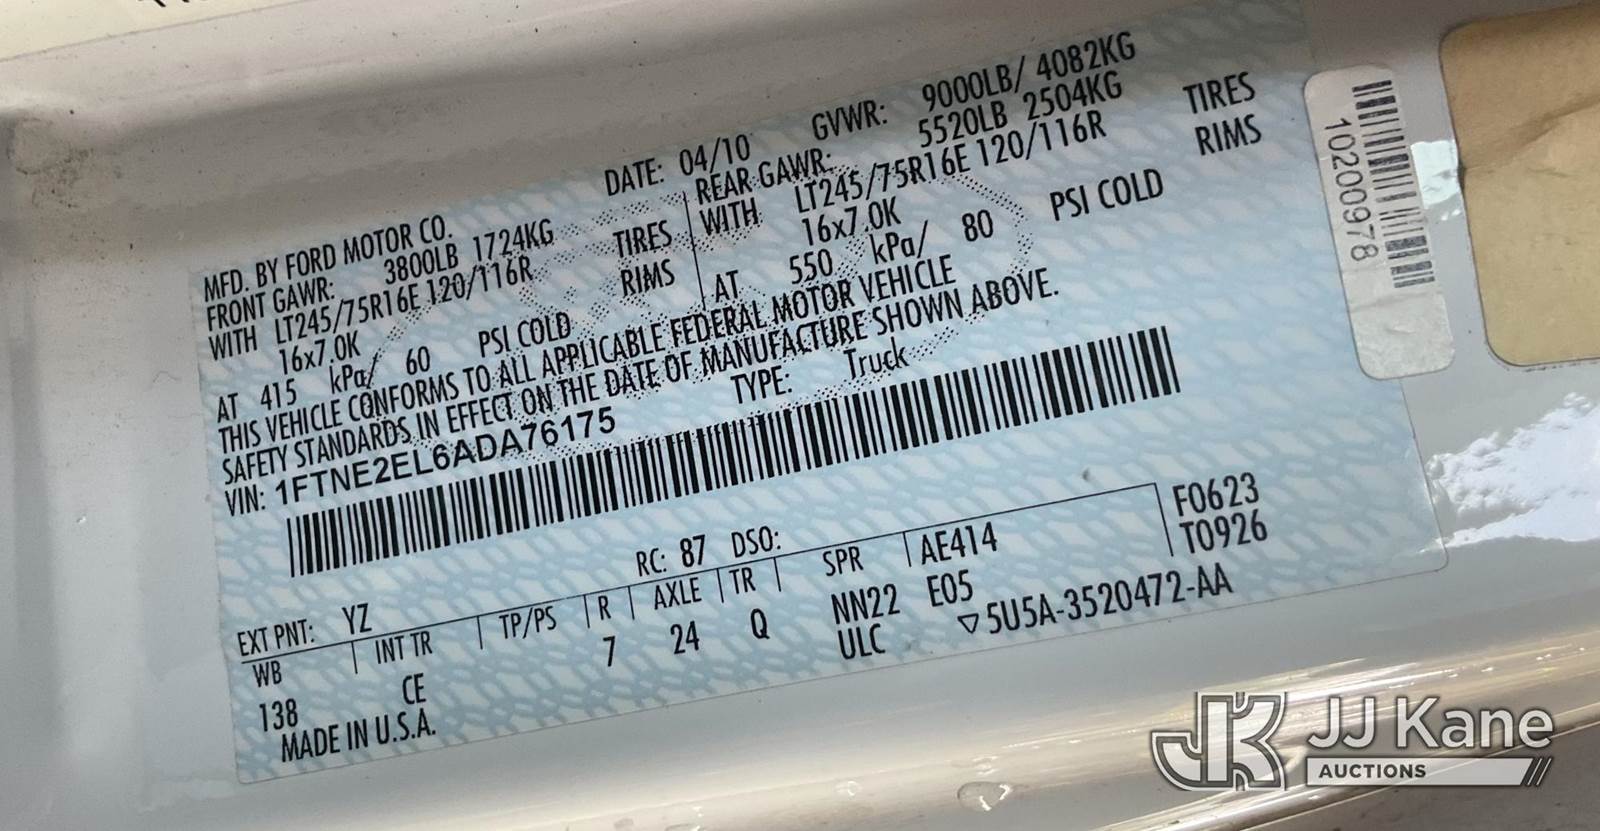 MFD. BY FORD MOTOR CO.
DATE: 04/10 GVWR: 9000LB/ 4082KG
FRONT GAWR: 3800LB 1724KG REAR GAWR: 5520LB 2504KG
WITH LT245/75R16E 120/116R TIRES WITH LT245/75R16E 120/116R TIRES
16x7.0K RIMS 16x7.0K RIMS
AT 415 kPa/ 60 PSI COLD AT 550 kPa/ 80 PSI COLD
THIS VEHICLE CONFORMS TO ALL APPLICABLE FEDERAL MOTOR VEHICLE
SAFETY STANDARDS IN EFFECT ON THE DATE OF MANUFACTURE SHOWN ABOVE.
VIN: 1FTNE2EL6ADA76175 TYPE: Truck
F0623
T0926
EXT PNT: YZ RC: 87 DSO:
WB INT TR TP/PS R AXLE TR SPR AE414
138 CE 7 24 Q NN22 E05
ULC ▽5U5A-3520472-AA
MADE IN U.S.A.
10200978
JJ Kane
AUCTIONS